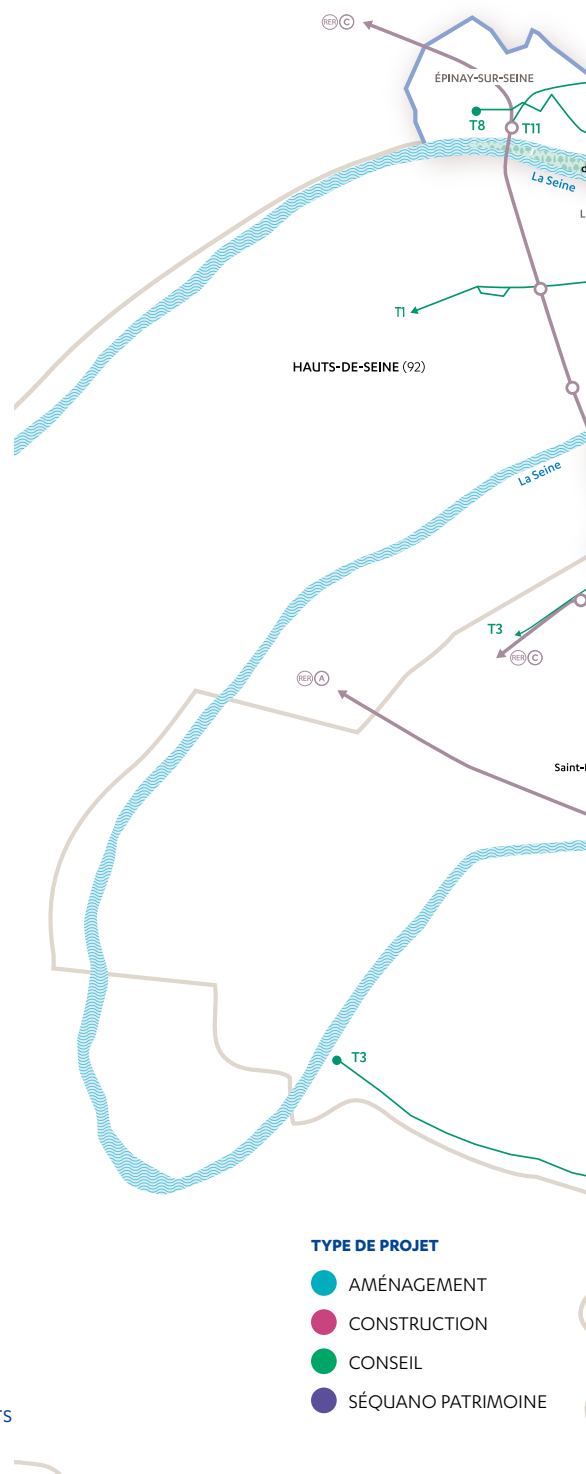 RER C
ÉPINAY-SUR-SEINE
T8
T11
La Seine
T1
HAUTS-DE-SEINE (92)
La Seine
T3
RER C
RER A
T3
TYPE DE PROJET
AMÉNAGEMENT
CONSTRUCTION
CONSEIL
SÉQUANO PATRIMOINE